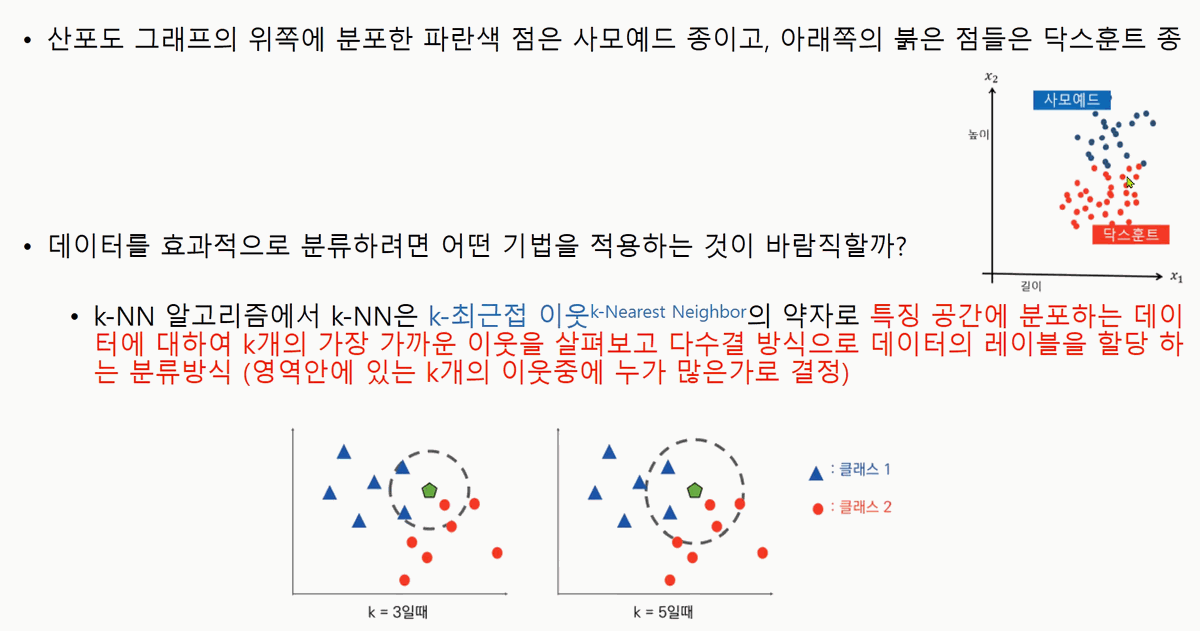 • 산포도 그래프의 위쪽에 분포한 파란색 점은 사모예드 종이고, 아래쪽의 붉은 점들은 닥스훈트 종
x₂
사모예드
높이
닥스훈트
x₁
길이
• 데이터를 효과적으로 분류하려면 어떤 기법을 적용하는 것이 바람직할까?
• k-NN 알고리즘에서 k-NN은 k-최근접 이웃k-Nearest Neighbor의 약자로 특징 공간에 분포하는 데이
터에 대하여 k개의 가장 가까운 이웃을 살펴보고 다수결 방식으로 데이터의 레이블을 할당 하
는 분류방식 (영역안에 있는 k개의 이웃중에 누가 많은가로 결정)
: 클래스 1
: 클래스 2
k = 3일때
k = 5일때